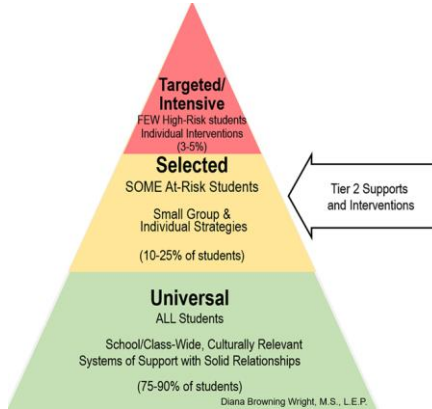 Targeted/
Intensive
FEW High-Risk students
Individual Interventions
(3-5%)
Selected
SOME At-Risk Students
Small Group &
Individual Strategies
(10-25% of students)
Tier 2 Supports
and Interventions
Universal
ALL Students
School/Class-Wide, Culturally Relevant
Systems of Support with Solid Relationships
(75-90% of students)
Diana Browning Wright, M.S., L.E.P.